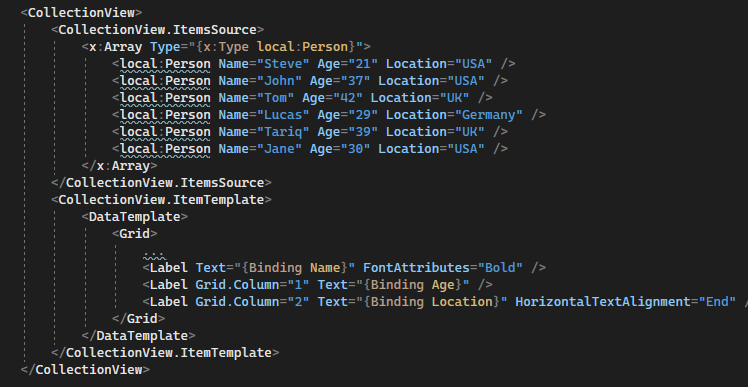 <CollectionView>
<CollectionView.ItemsSource>
<x:Array Type="{x:Type local:Person}">
<local:Person Name="Steve" Age="21" Location="USA" />
<local:Person Name="John" Age="37" Location="USA" />
<local:Person Name="Tom" Age="42" Location="UK" />
<local:Person Name="Lucas" Age="29" Location="Germany" />
<local:Person Name="Tariq" Age="39" Location="UK" />
<local:Person Name="Jane" Age="30" Location="USA" />
</x:Array>
</CollectionView.ItemsSource>
<CollectionView.ItemTemplate>
<DataTemplate>
<Grid>
...
<Label Text="{Binding Name}" FontAttributes="Bold" />
<Label Grid.Column="1" Text="{Binding Age}" />
<Label Grid.Column="2" Text="{Binding Location}" HorizontalTextAlignment="End" /
</Grid>
</DataTemplate>
</CollectionView.ItemTemplate>
</CollectionView>